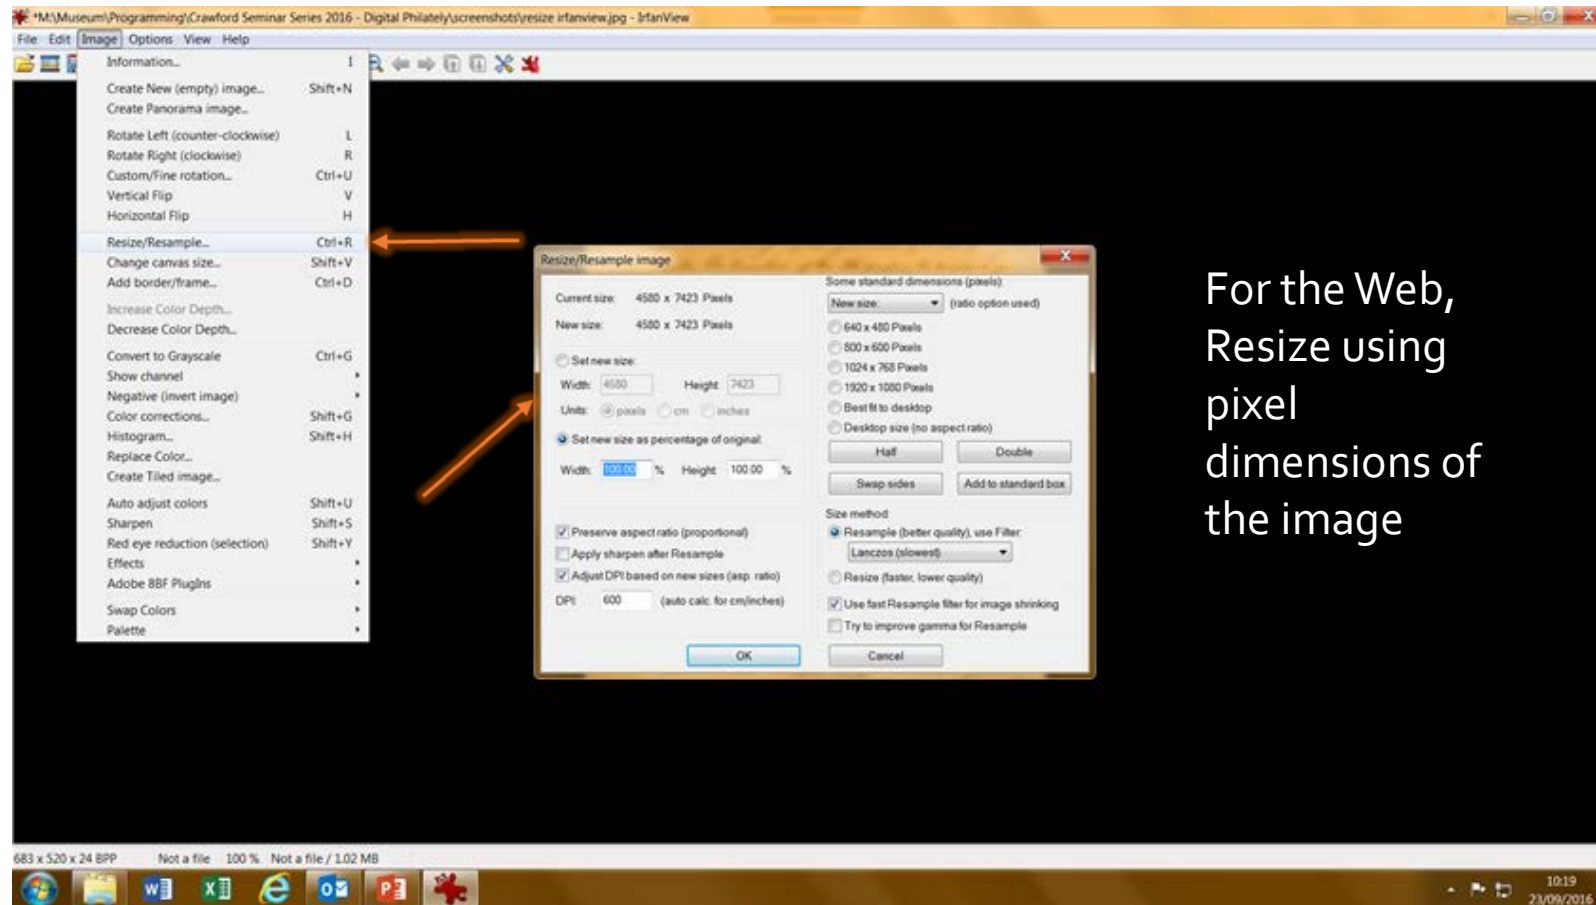 *M:\Museum\Programming\Crawford Seminar Series 2016 - Digital Philately\screenshots\resize irfanview.jpg - IrfanView
File Edit Image Options View Help
Information... I
Create New (empty) image... Shift+N
Create Panorama image...
Rotate Left (counter-clockwise) L
Rotate Right (clockwise) R
Custom/Fine rotation... Ctrl+U
Vertical Flip V
Horizontal Flip H
Resize/Resample... Ctrl+R
Change canvas size... Shift+V
Add border/frame... Ctrl+D
Increase Color Depth...
Decrease Color Depth...
Convert to Grayscale Ctrl+G
Show channel
Negative (invert image)
Color corrections... Shift+G
Histogram... Shift+H
Replace Color...
Create Tiled image...
Auto adjust colors Shift+U
Sharpen Shift+S
Red eye reduction (selection) Shift+Y
Effects
Adobe 8BF PlugIns
Swap Colors
Palette
Resize/Resample image
Current size: 4580 x 7423 Pixels
New size: 4580 x 7423 Pixels
Set new size:
Width: 4580 Height: 7423
Units: pixels cm inches
Set new size as percentage of original:
Width: 100.00 % Height: 100.00 %
Preserve aspect ratio (proportional)
Apply sharpen after Resample
Adjust DPI based on new sizes (asp. ratio)
DPI: 600 (auto calc. for cm/inches)
OK
Some standard dimensions (pixels):
New size: (ratio option used)
640 x 480 Pixels
800 x 600 Pixels
1024 x 768 Pixels
1920 x 1080 Pixels
Best fit to desktop
Desktop size (no aspect ratio)
Half Double
Swap sides Add to standard box
Size method:
Resample (better quality), use Filter:
Lanczos (slowest)
Resize (faster, lower quality)
Use fast Resample filter for image shrinking
Try to improve gamma for Resample
Cancel
For the Web,
Resize using
pixel
dimensions of
the image
683 x 520 x 24 BPP Not a file 100 % Not a file / 1.02 MB
10:19
23/09/2016